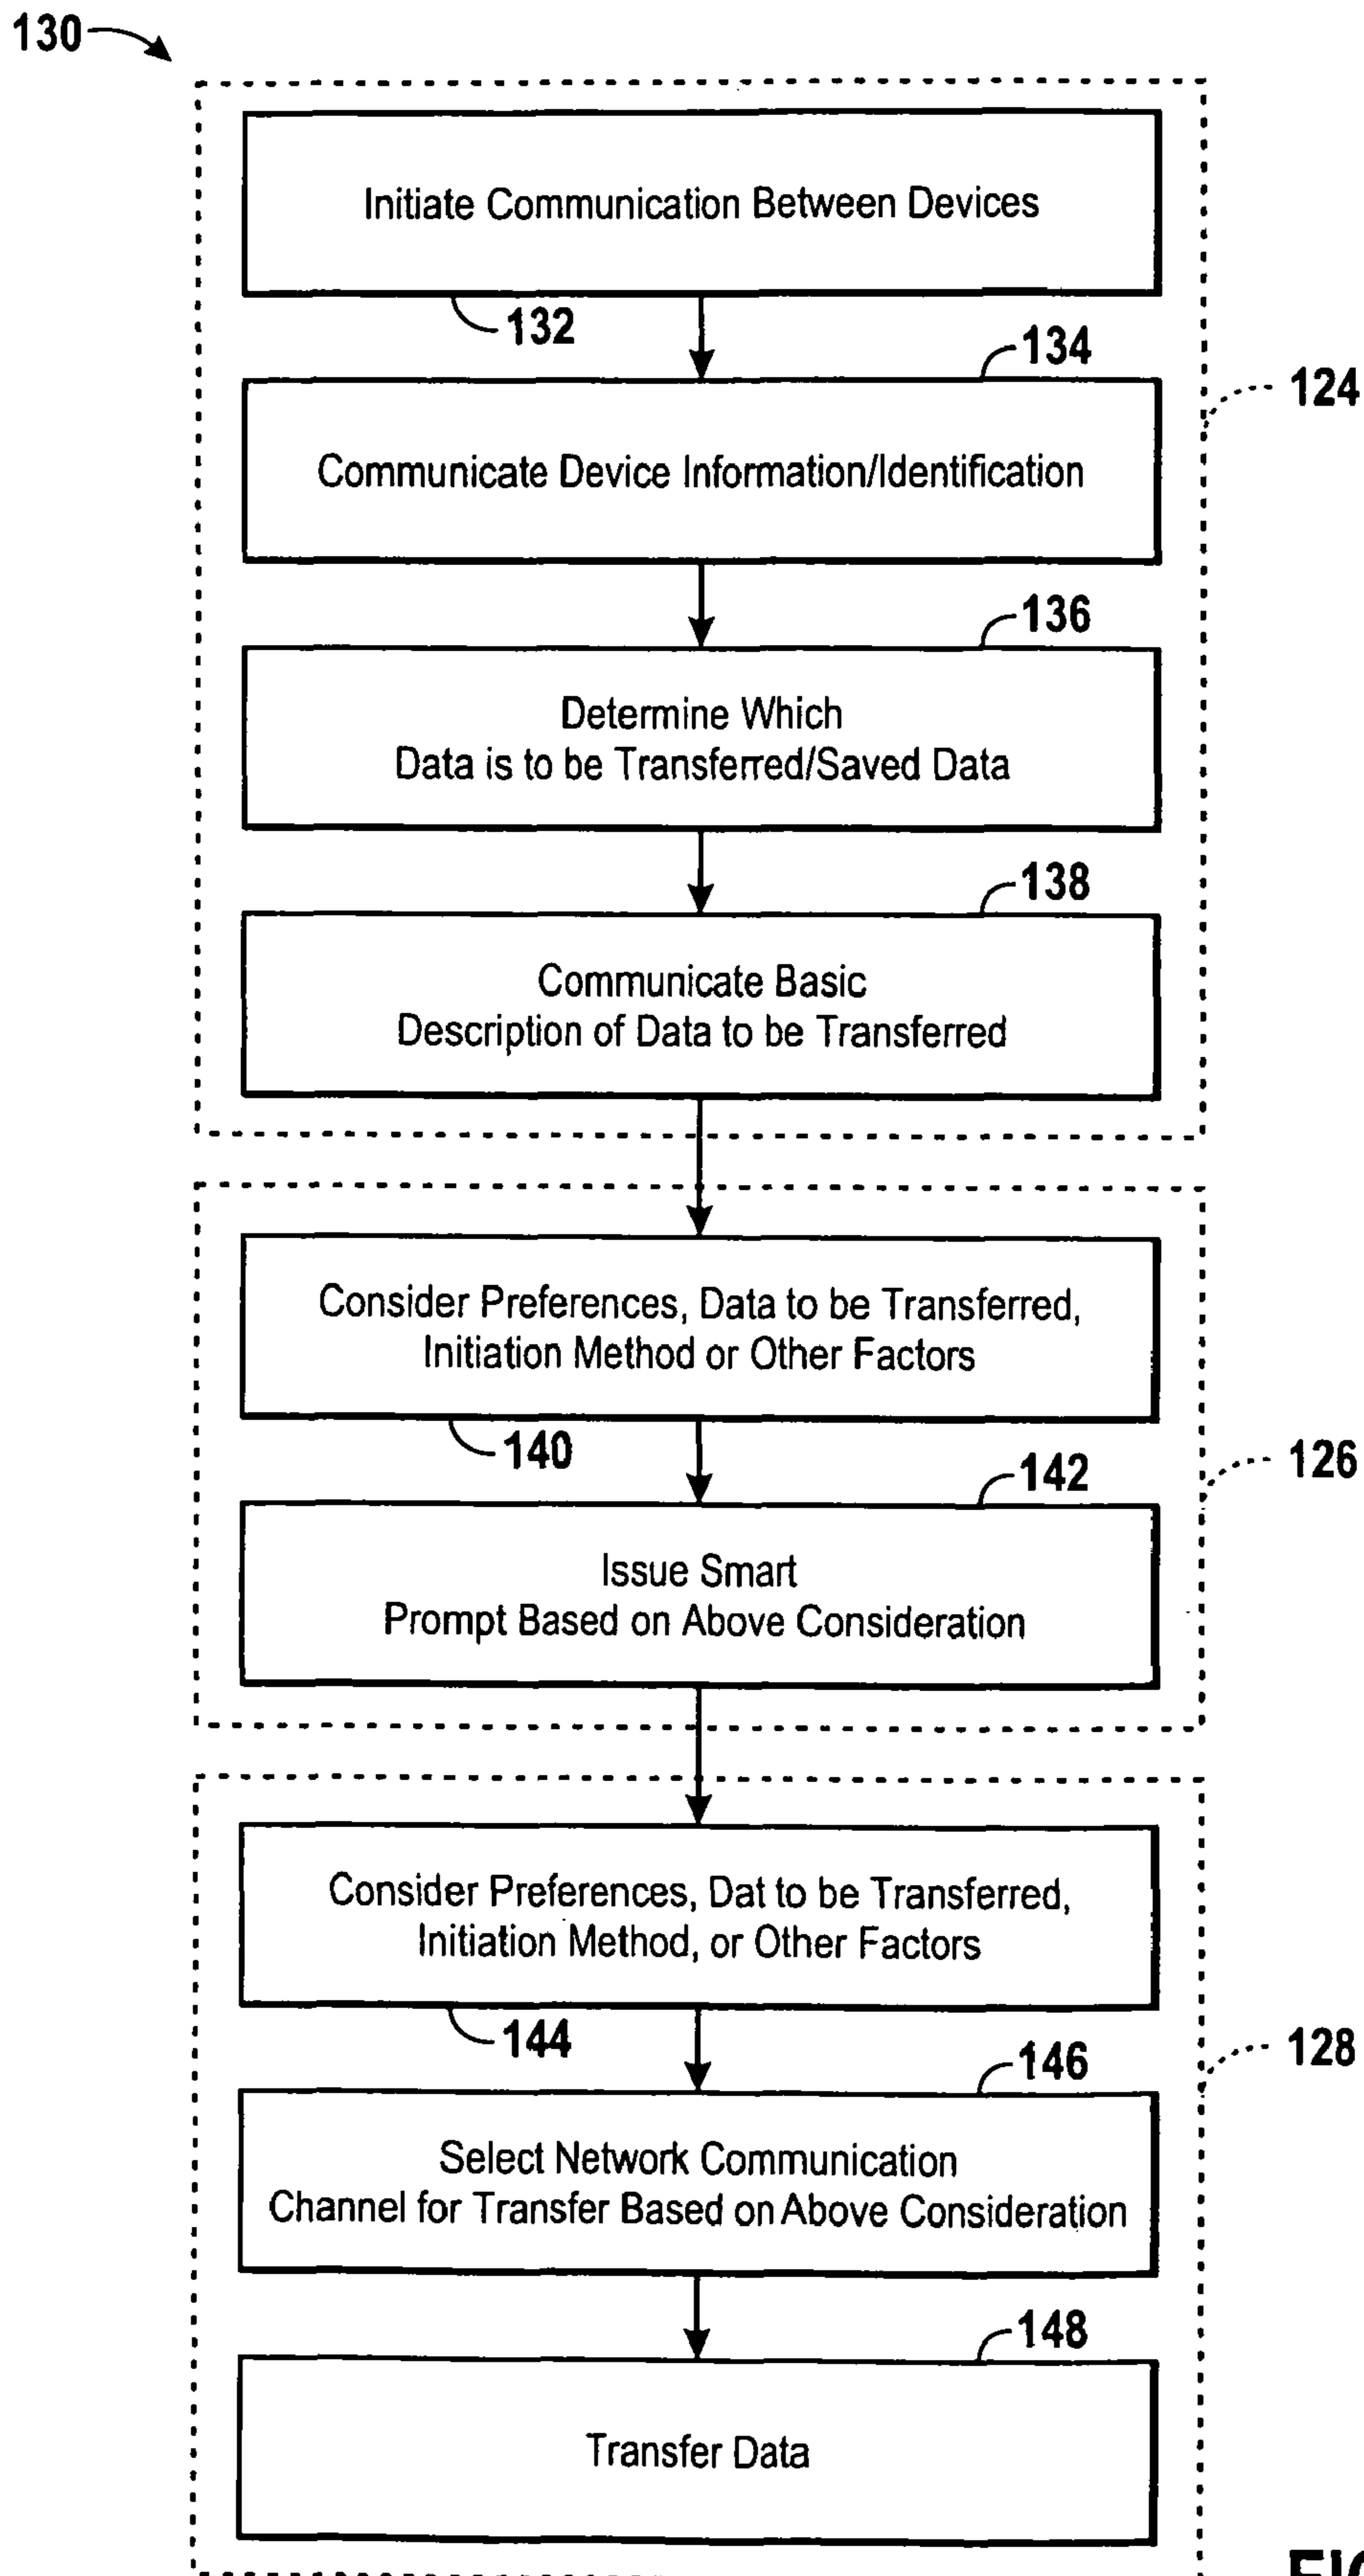 130
Initiate Communication Between Devices
132
134
124
Communicate Device Information/Identification
136
Determine Which
Data is to be Transferred/Saved Data
138
Communicate Basic
Description of Data to be Transferred
Consider Preferences, Data to be Transferred,
Initiation Method or Other Factors
140
126
142
Issue Smart
Prompt Based on Above Consideration
Consider Preferences, Dat to be Transferred,
Initiation Method, or Other Factors
144
128
146
Select Network Communication
Channel for Transfer Based on Above Consideration
148
Transfer Data